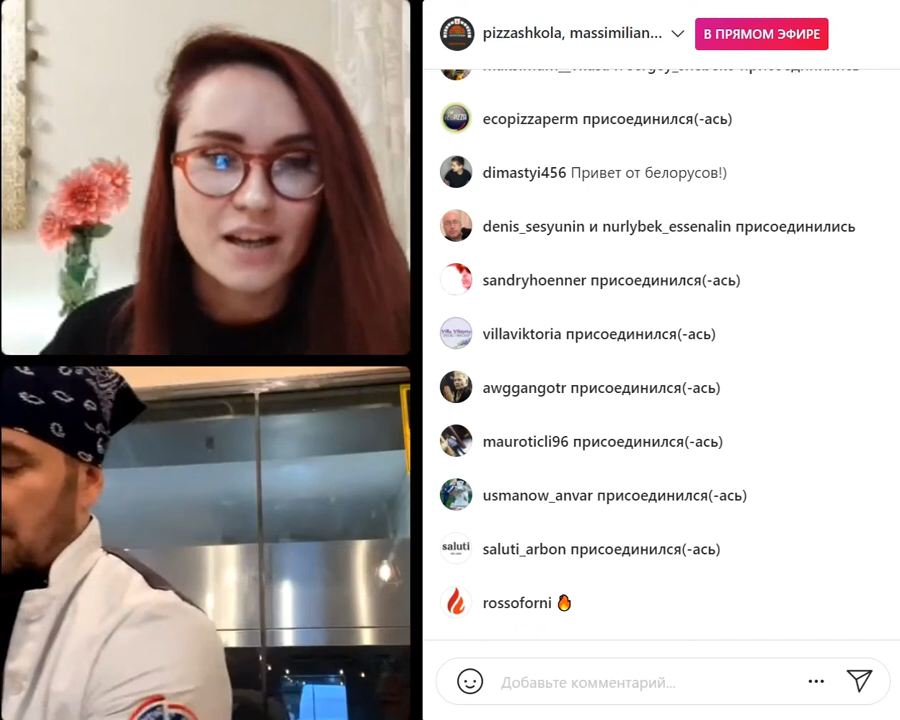 pizzashkola, massimilian...
В ПРЯМОМ ЭФИРЕ
ecopizzaperm присоединился(-ась)
dimastyi456 Привет от белорусов!)
denis_sesyunin и nurlybek_essenalin присоединились
sandryhoenner присоединился(-ась)
villaviktoria присоединился(-ась)
awggangotr присоединился(-ась)
mauroticli96 присоединился(-ась)
usmanow_anvar присоединился(-ась)
saluti
saluti_arbon присоединился(-ась)
rossoforni 🔥
Добавьте комментарий...